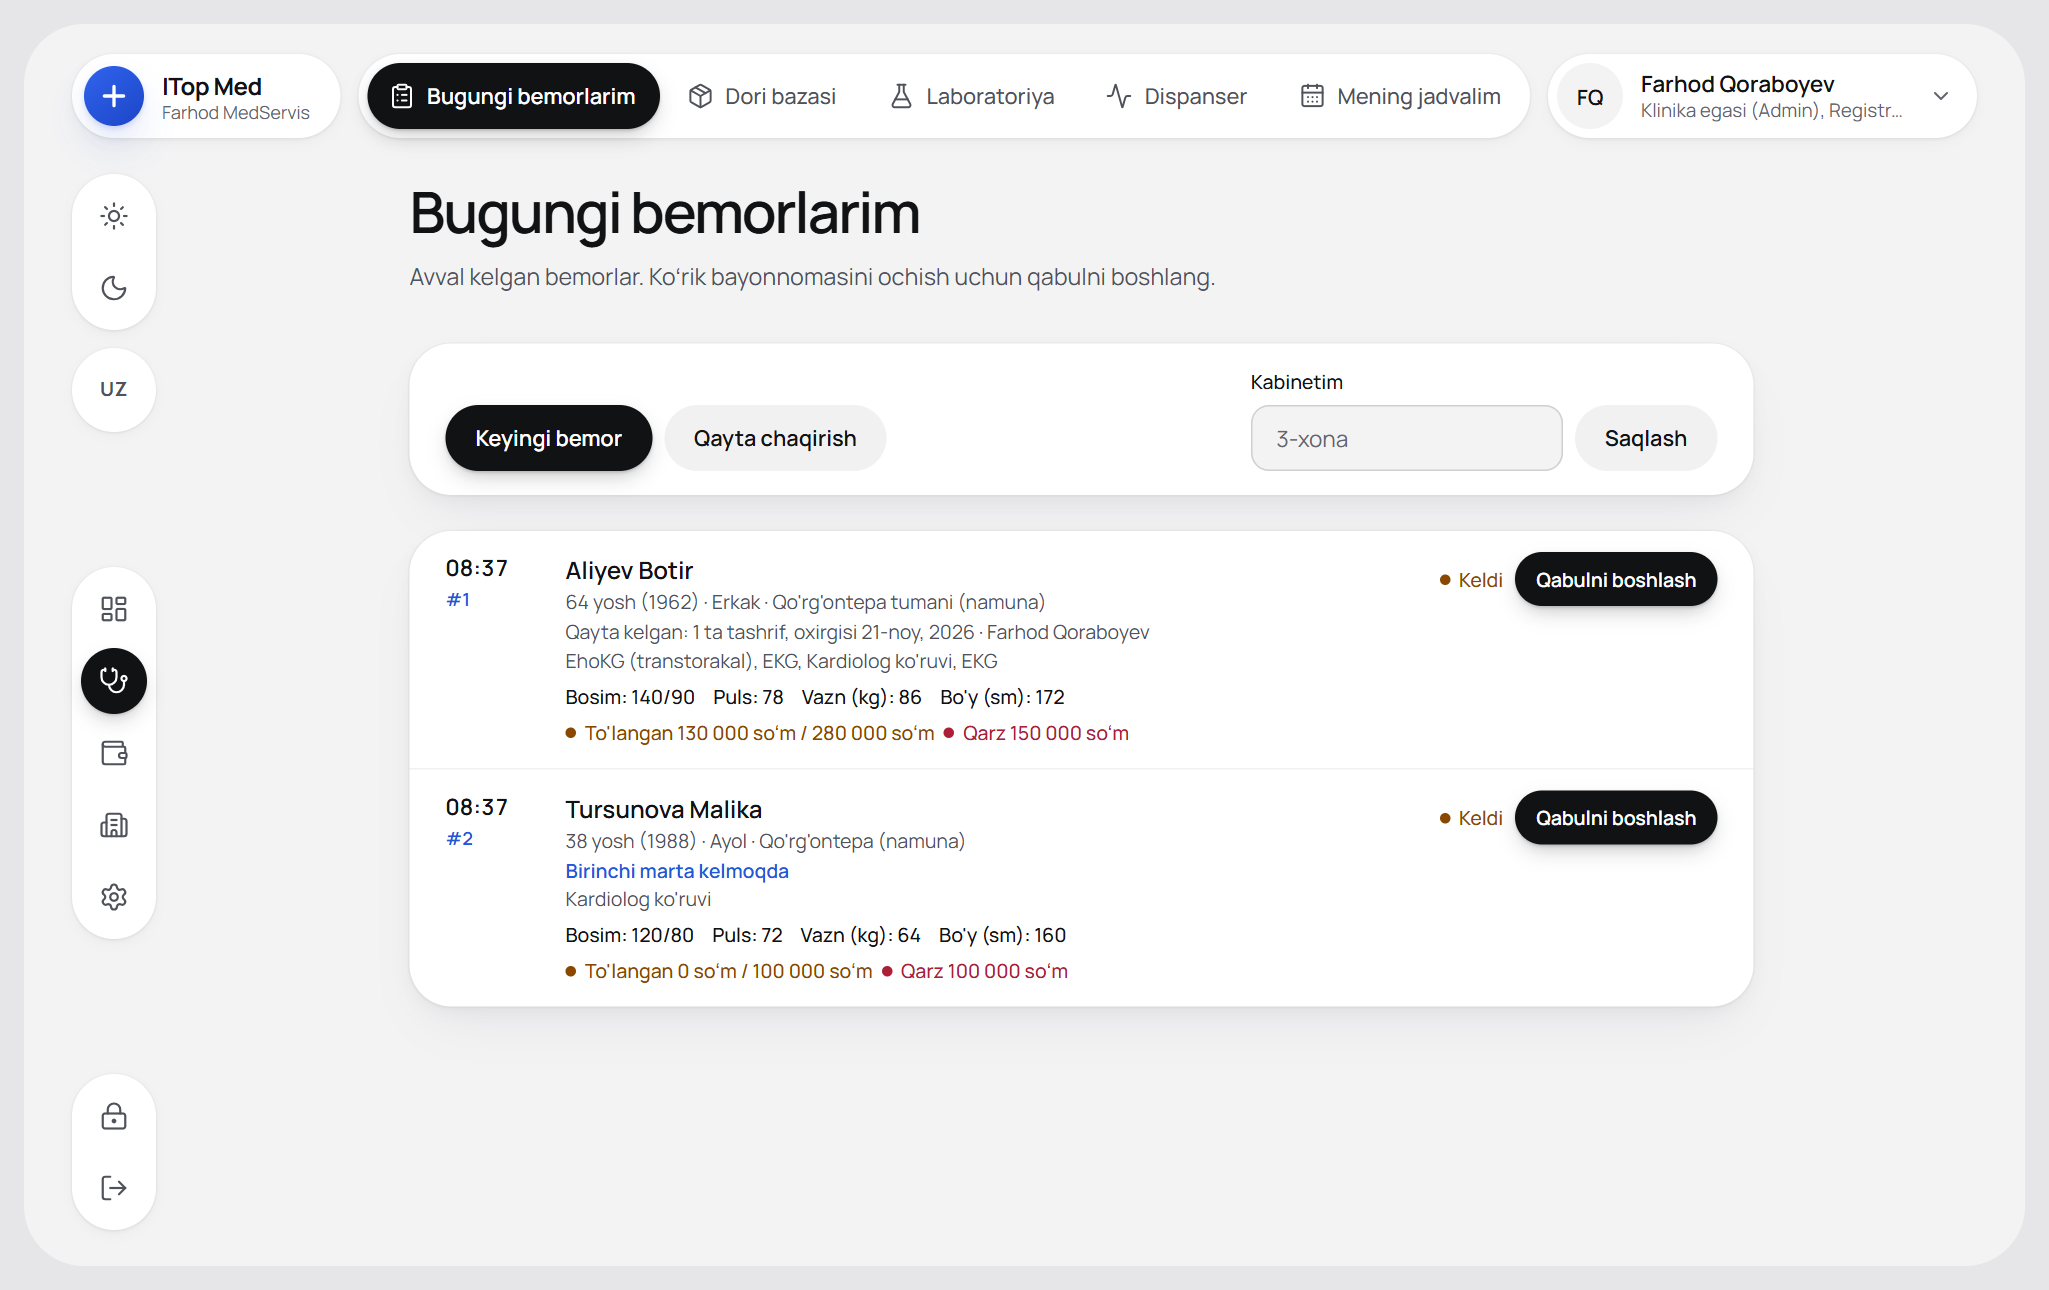 ITop Med
Farhod MedServis
Bugungi bemorlarim
Dori bazasi
Laboratoriya
Dispanser
Mening jadvalim
FQ
Farhod Qoraboyev
Klinika egasi (Admin), Registr...
UZ
Bugungi bemorlarim
Avval kelgan bemorlar. Koʻrik bayonnomasini ochish uchun qabulni boshlang.
Kabinetim
Keyingi bemor
Qayta chaqirish
3-xona
Saqlash
08:37
#1
Aliyev Botir
64 yosh (1962) · Erkak · Qo'rg'ontepa tumani (namuna)
Qayta kelgan: 1 ta tashrif, oxirgisi 21-noy, 2026 · Farhod Qoraboyev
EhoKG (transtorakal), EKG, Kardiolog ko'ruvi, EKG
Bosim: 140/90 Puls: 78 Vazn (kg): 86 Bo'y (sm): 172
To'langan 130 000 soʻm / 280 000 soʻm Qarz 150 000 soʻm
Keldi
Qabulni boshlash
08:37
#2
Tursunova Malika
38 yosh (1988) · Ayol · Qo'rg'ontepa (namuna)
Birinchi marta kelmoqda
Kardiolog ko'ruvi
Bosim: 120/80 Puls: 72 Vazn (kg): 64 Bo'y (sm): 160
To'langan 0 soʻm / 100 000 soʻm Qarz 100 000 soʻm
Keldi
Qabulni boshlash